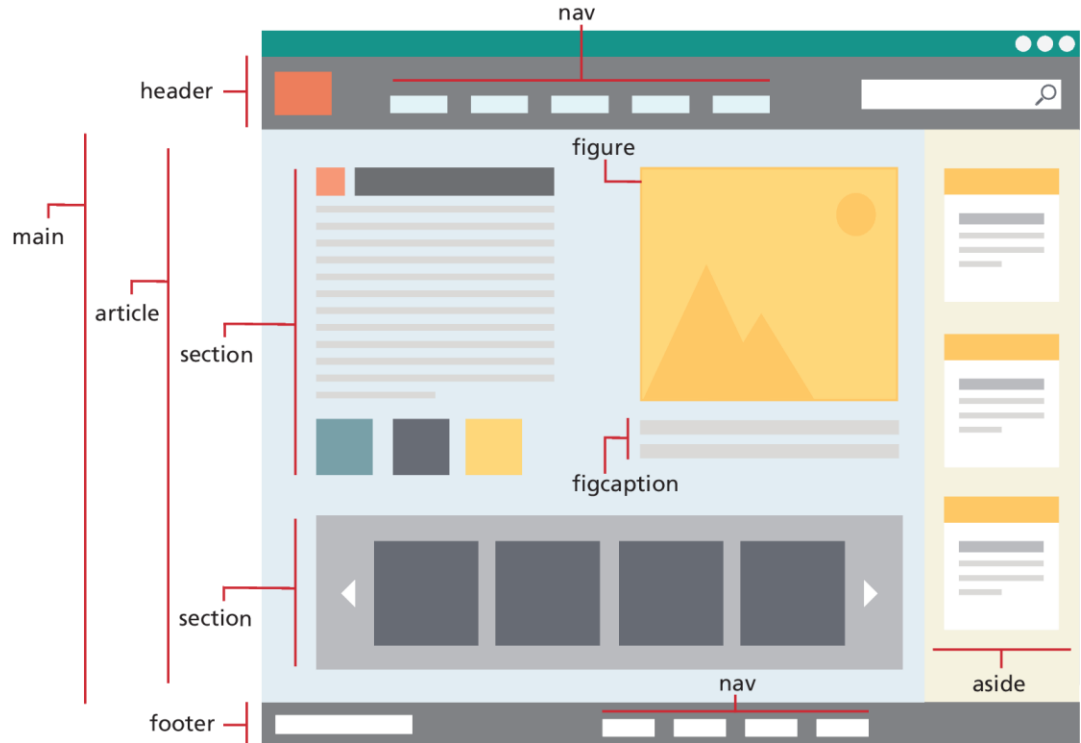 nav
header
figure
main
article
section
figcaption
section
nav
aside
footer